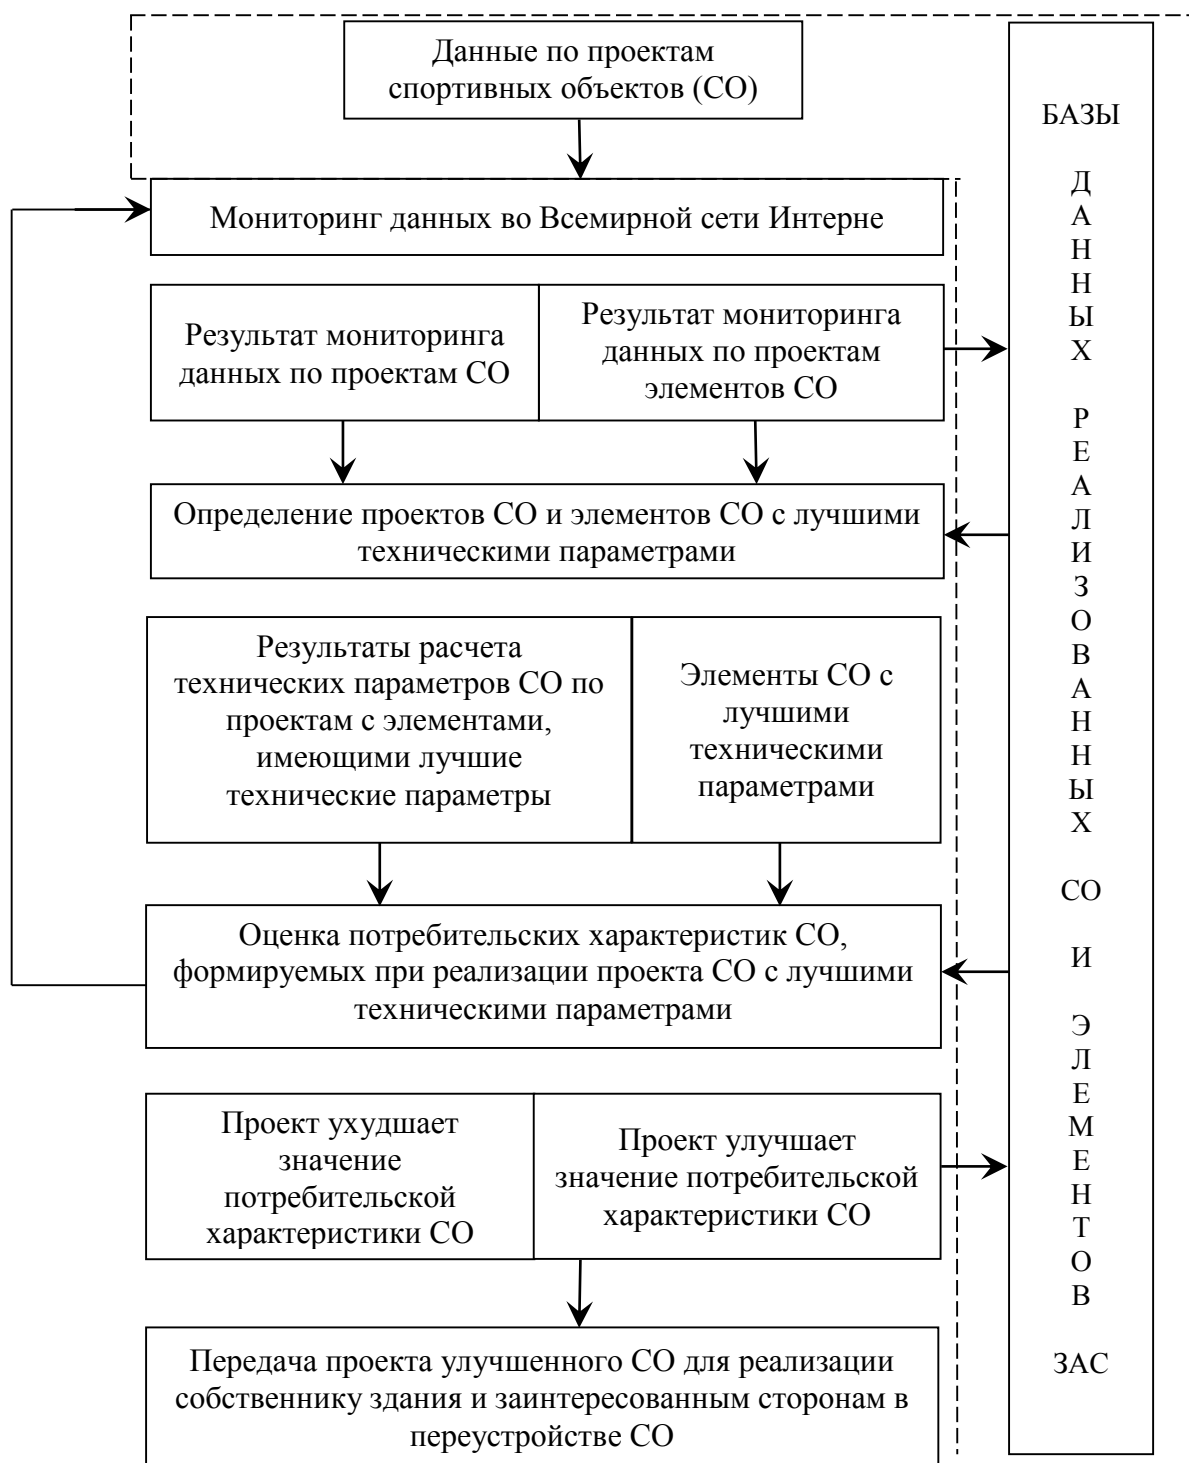 Данные по проектам
спортивных объектов (СО)
Мониторинг данных во Всемирной сети Интерне
Результат мониторинга
данных по проектам СО
Результат мониторинга
данных по проектам
элементов СО
Определение проектов СО и элементов СО с лучшими
техническими параметрами
Результаты расчета
технических параметров СО по
проектам с элементами,
имеющими лучшие
технические параметры
Элементы СО с
лучшими
техническими
параметрами
Оценка потребительских характеристик СО,
формируемых при реализации проекта СО с лучшими
техническими параметрами
Проект ухудшает
значение
потребительской
характеристики СО
Проект улучшает
значение потребительской
характеристики СО
Передача проекта улучшенного СО для реализации
собственнику здания и заинтересованным сторонам в
переустройстве СО
БАЗЫ
Д
А
Н
Н
Ы
Х
Р
Е
А
Л
И
З
О
В
А
Н
Н
Ы
Х
СО
И
Э
Л
Е
М
Е
Н
Т
О
В
ЗАС